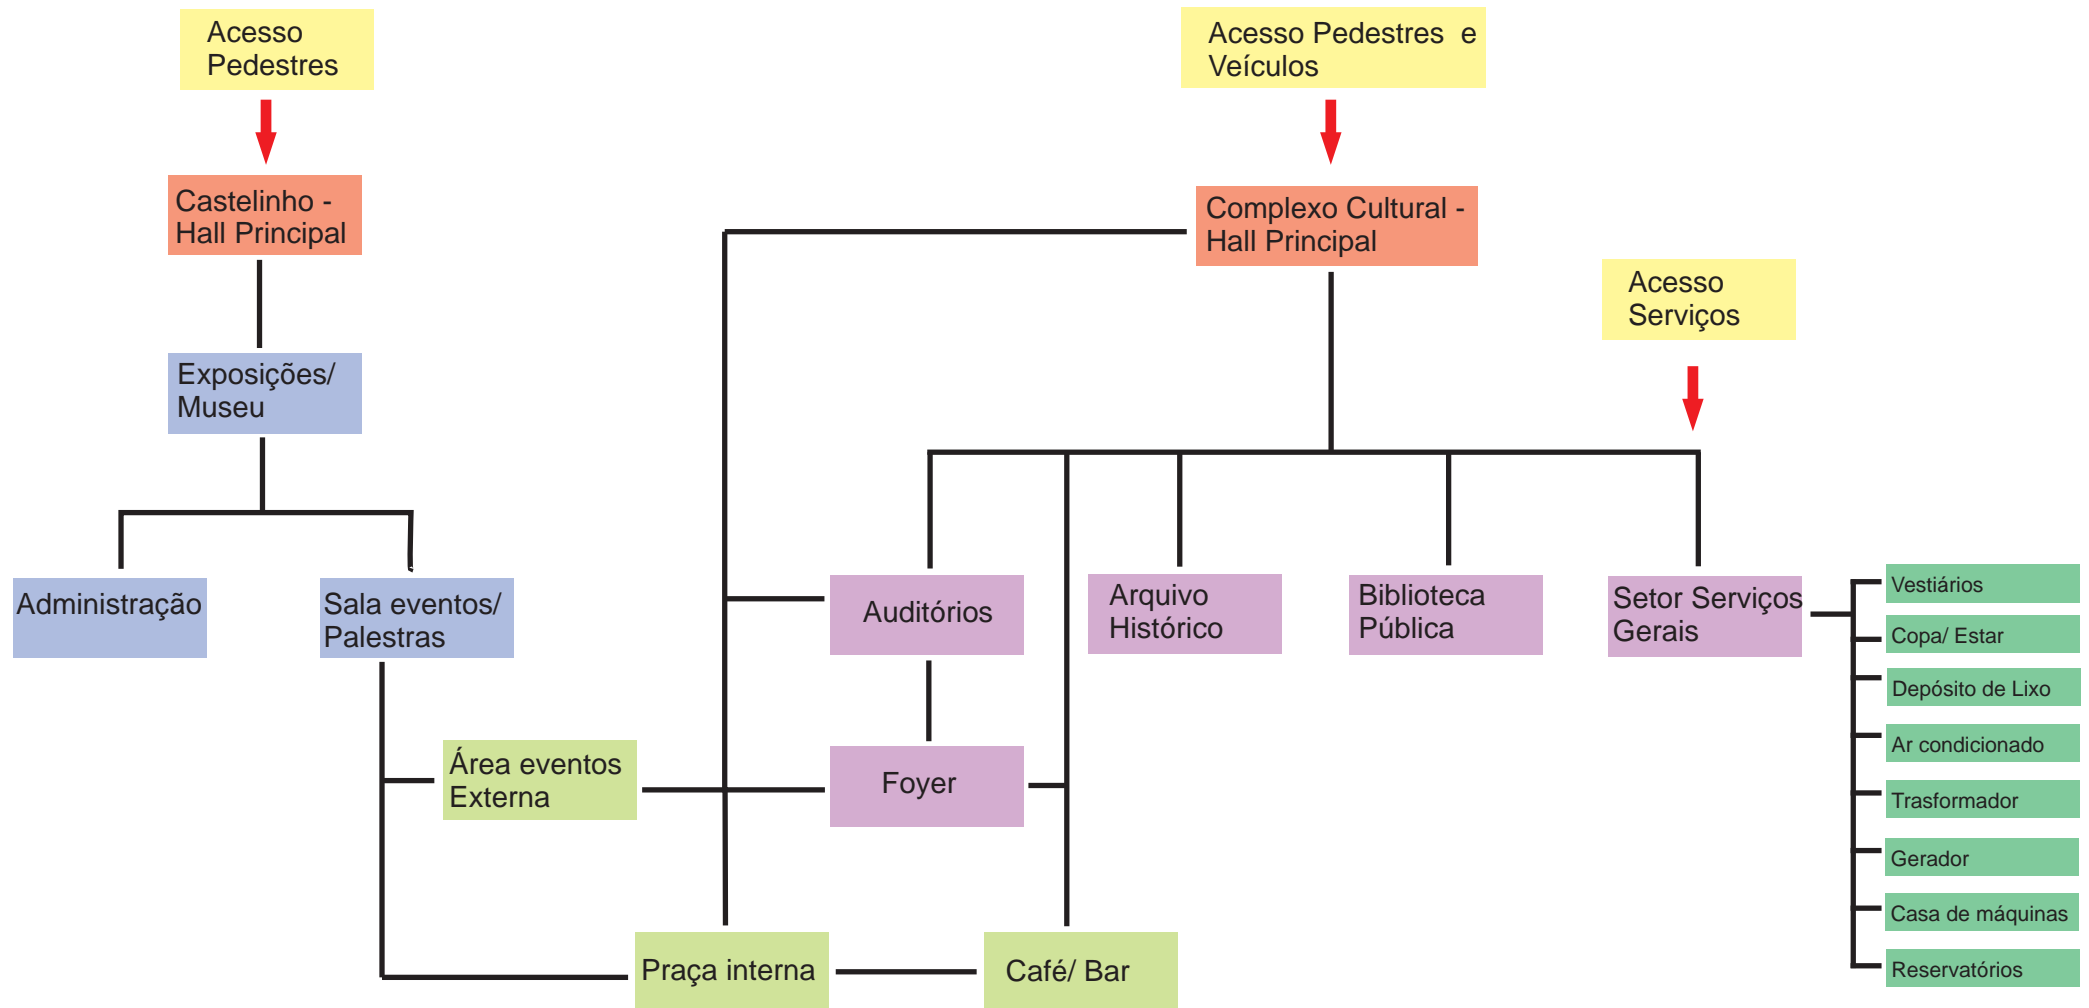 Acesso
Pedestres
Acesso Pedestres e
Veículos
Castelinho -
Hall Principal
Complexo Cultural -
Hall Principal
Acesso
Serviços
Exposições/
Museu
Administração
Sala eventos/
Palestras
Auditórios
Arquivo
Histórico
Biblioteca
Pública
Setor Serviços
Gerais
Vestiários
Copa/ Estar
Depósito de Lixo
Ar condicionado
Trasformador
Gerador
Casa de máquinas
Reservatórios
Área eventos
Externa
Foyer
Praça interna
Café/ Bar